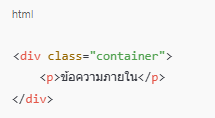 html
<div class="container">
    <p>ข้อความภายใน</p>
</div>